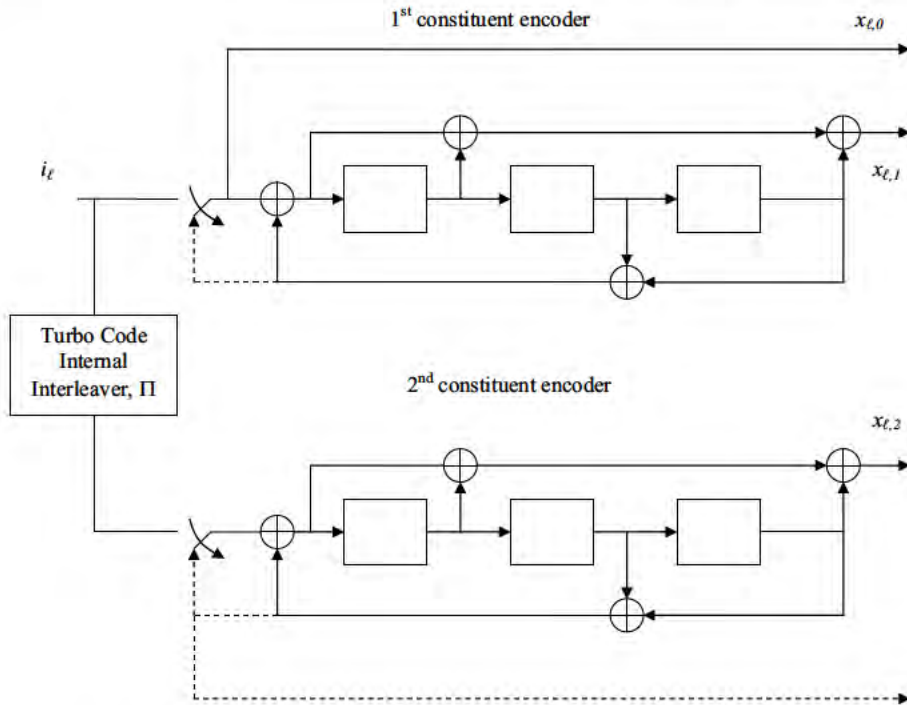 1st constituent encoder
xℓ,0
iℓ
xℓ,1
Turbo Code
Internal
Interleaver, Π
2nd constituent encoder
xℓ,2